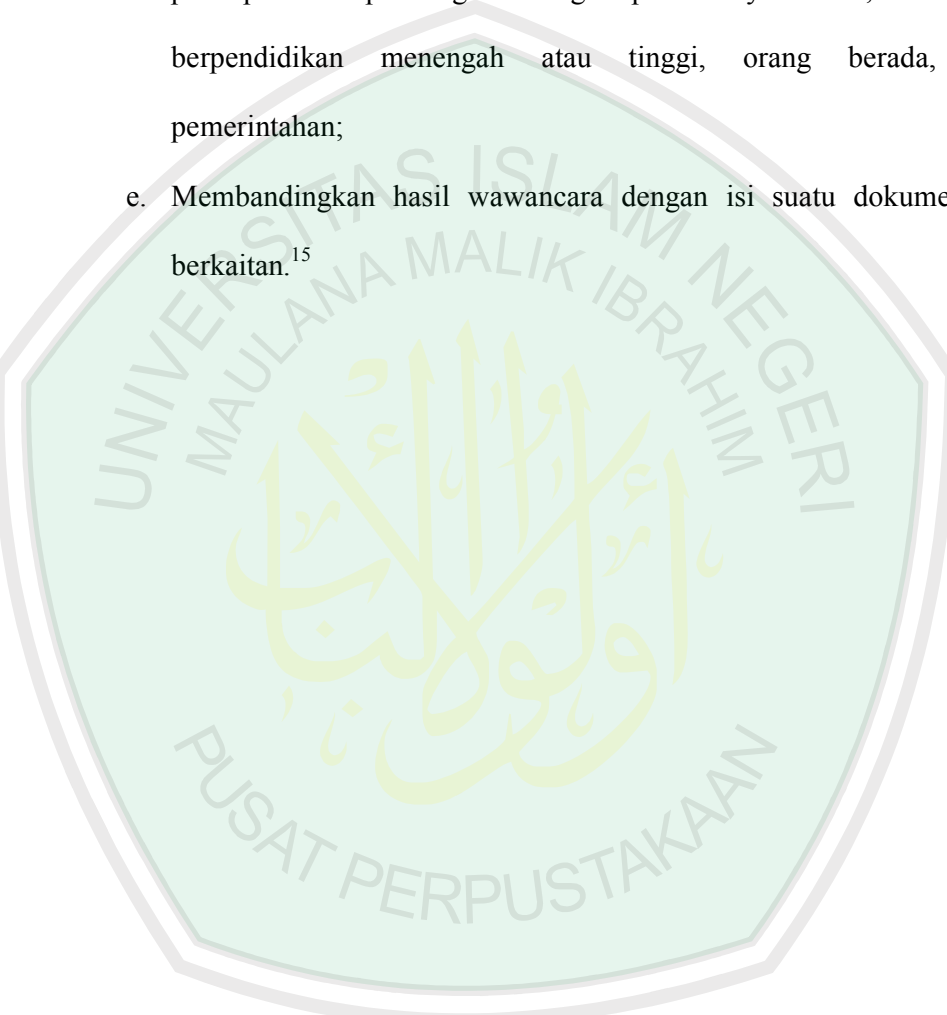 berpendidikan menengah atau tinggi, orang berada,
pemerintahan;
e. Membandingkan hasil wawancara dengan isi suatu dokume
berkaitan.¹⁵
UNIVERSITAS ISLAM NEGERI
MAULANA MALIK IBRAHIM
PUSAT PERPUSTAKAAN